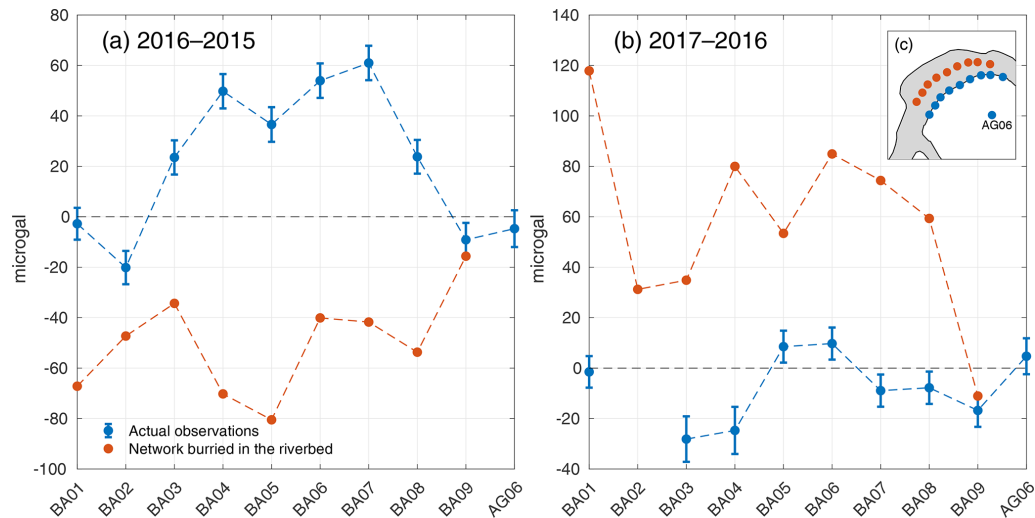 (a) 2016–2015
80
60
40
20
0
-20
-40
-60
-80
-100
microgal
Actual observations
Network burried in the riverbed
BA01
BA02
BA03
BA04
BA05
BA06
BA07
BA08
BA09
AG06
(b) 2017–2016
140
120
100
80
60
40
20
0
-20
-40
microgal
BA01
BA02
BA03
BA04
BA05
BA06
BA07
BA08
BA09
AG06
(c)
AG06